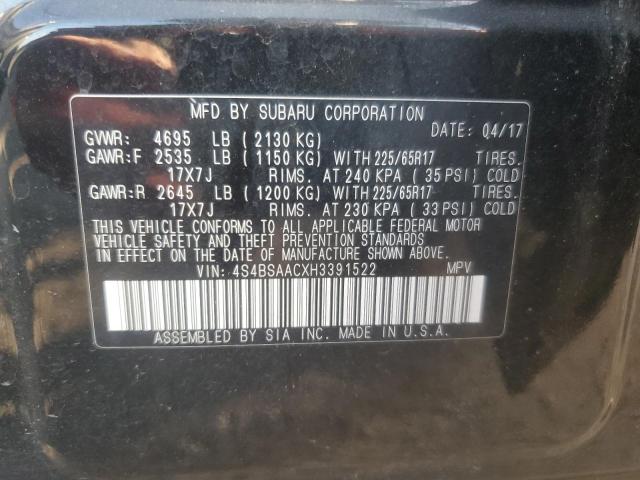 MFD BY SUBARU CORPORATION
DATE: 04/17
GVWR: 4695 LB (2130 KG)
GAWR:F 2535 LB (1150 KG) WITH 225/65R17 TIRES.
17X7J RIMS. AT 240 KPA (35 PSI) COLD
GAWR:R 2645 LB (1200 KG) WITH 225/65R17 TIRES.
17X7J RIMS. AT 230 KPA (33 PSI) COLD
THIS VEHICLE CONFORMS TO ALL APPLICABLE FEDERAL MOTOR
VEHICLE SAFETY AND THEFT PREVENTION STANDARDS
IN EFFECT ON THE DATE OF MANUFACTURE SHOWN ABOVE.
VIN: 4S4BSAACXH3391522 MPV
ASSEMBLED BY SIA INC. MADE IN U.S.A.